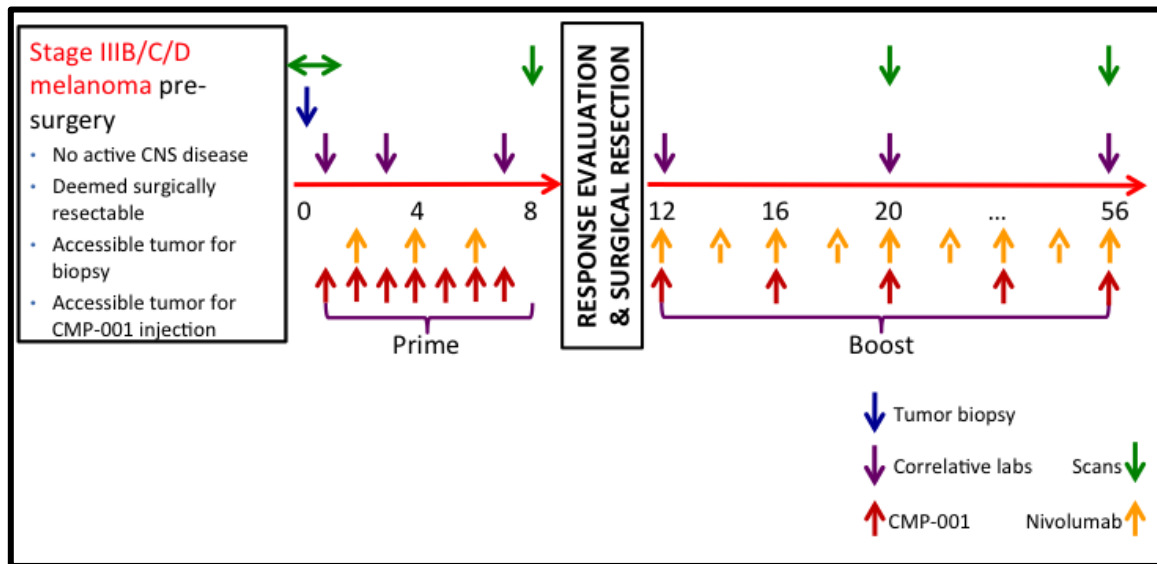 Stage IIIB/C/D
melanoma pre-
surgery
• No active CNS disease
• Deemed surgically
resectable
• Accessible tumor for
biopsy
• Accessible tumor for
CMP-001 injection
0 4 8
Prime
RESPONSE EVALUATION
& SURGICAL RESECTION
12 16 20 ... 56
Boost
Tumor biopsy
Correlative labs Scans
CMP-001 Nivolumab